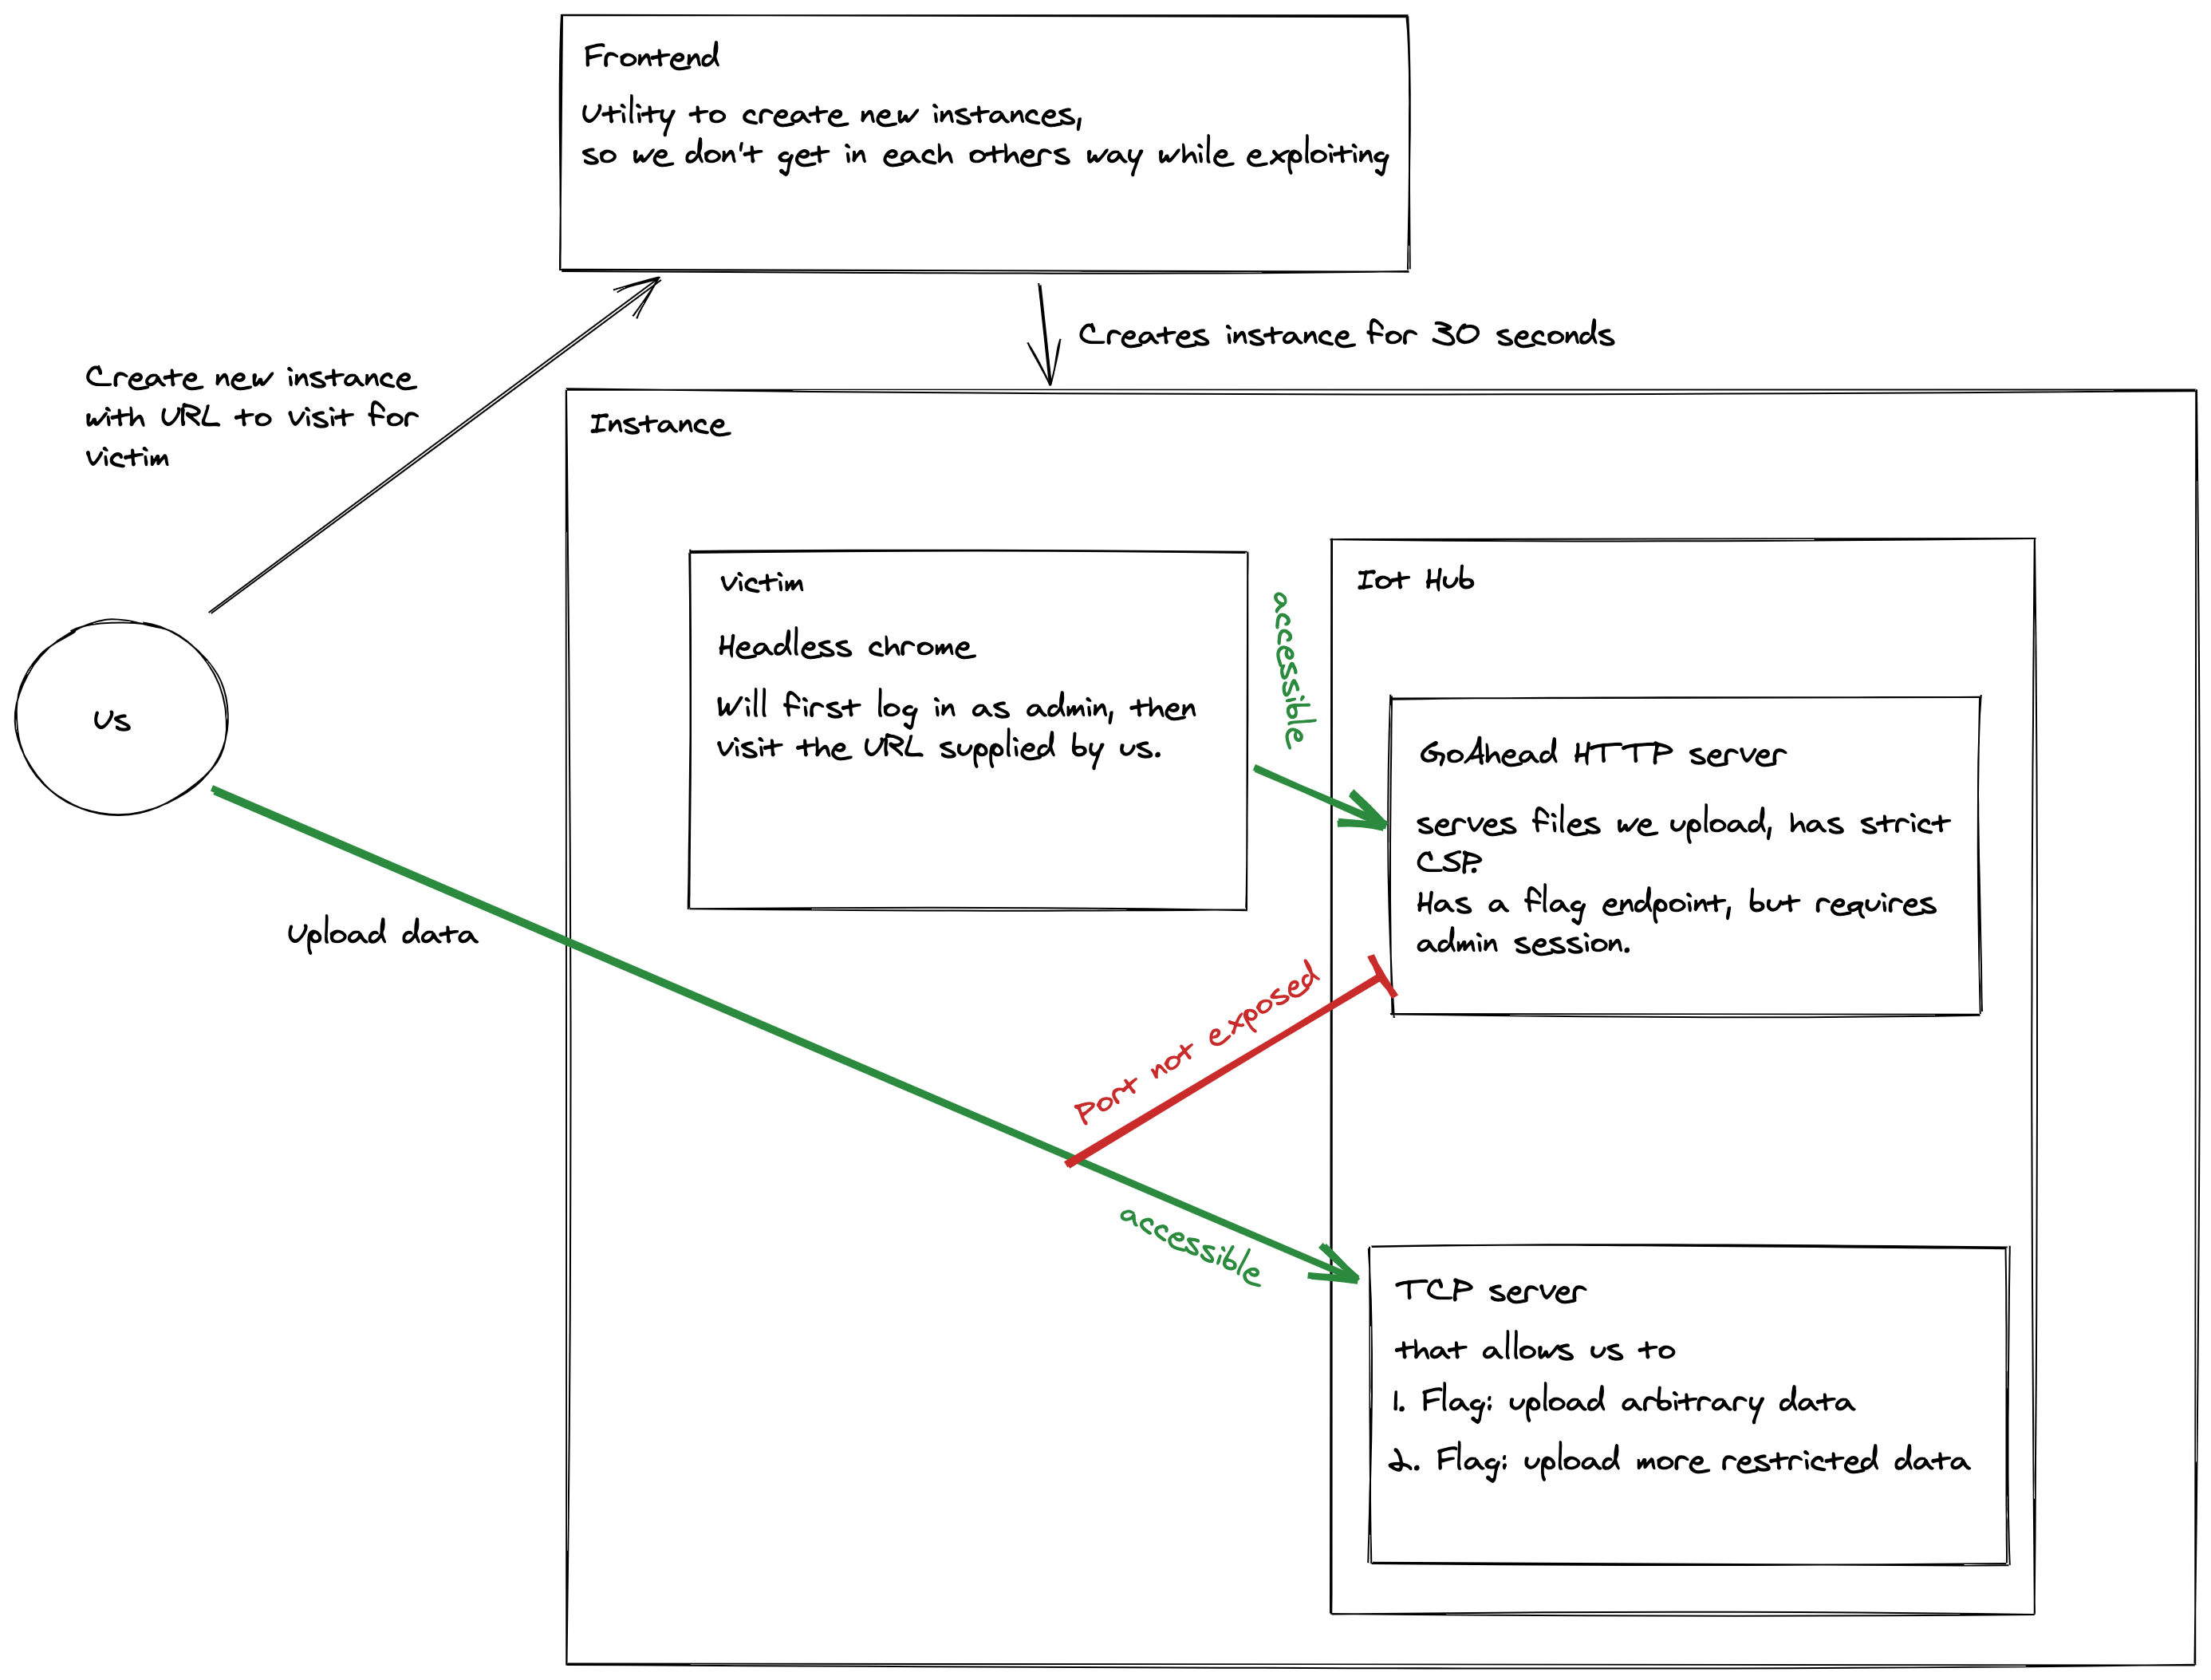 Frontend
Utility to create new instances,
so we don't get in each others way while exploiting
Creates instance for 30 seconds
Create new instance
with URL to visit for
victim
Instance
victim
Headless chrome
Will first log in as admin, then
visit the URL supplied by us.
accessible
Iot Hub
GoAhead HTTP server
serves files we upload, has strict
CSP.
Has a flag endpoint, but requires
admin session.
Us
Upload data
Port not exposed
accessible
TCP server
that allows us to
1. Flag: upload arbitrary data
2. Flag: upload more restricted data